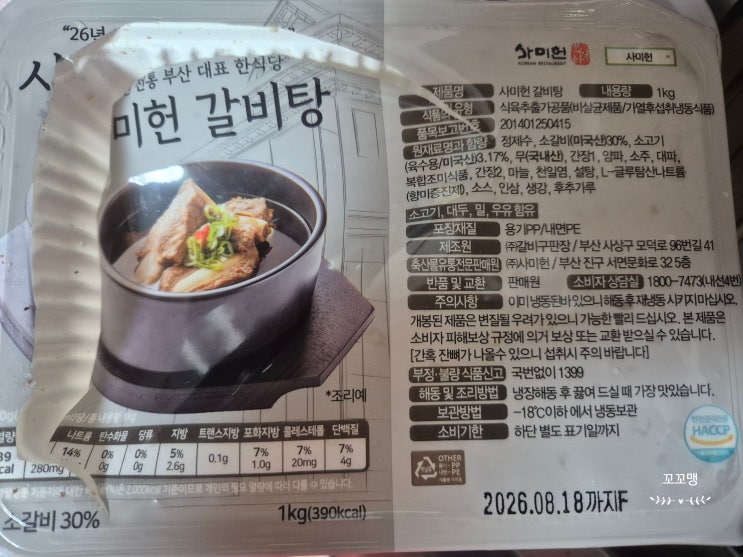 "26년
전통 부산 대표 한식당
미헌 갈비탕
*조리예
나트륨 탄수화물 당류 지방 트랜스지방 포화지방 콜레스테롤 단백질
14% 0% 0% 5% 7% 7% 7%
280mg 0g 0g 2.6g 0.1g 1.0g 20mg 4g
소갈비 30%
1kg(390kcal)
사미헌
KOREAN RESTAURANT
사미헌
제품명 사미헌 갈비탕 내용량 1kg
식품의유형 식육추출가공품(비살균제품/가열후섭취냉동식품)
품목보고번호 201401250415
원재료명과 함량 정제수, 소갈비(미국산)30%, 소고기
(육수용/미국산)3.17%, 무(국내산), 간장1, 양파, 소주, 대파,
복합조미식품, 간장2, 마늘, 천일염, 설탕, L-글루탐산나트륨
(향미증진제), 소스, 인삼, 생강, 후추가루
소고기, 대두, 밀, 우유 함유
포장재질 용기PP/내면PE
제조원 ㈜갈비구판장 / 부산 사상구 모덕로 96번길 41
축산물유통전문판매원 ㈜사미헌 / 부산 진구 서면문화로 32 5층
반품 및 교환 판매원 소비자 상담실 1800-7473(내선4번)
주의사항 이미 냉동된바 있으니 해동 후 재냉동 시키지 마십시오.
개봉된 제품은 변질될 우려가 있으니 가능한 빨리 드십시오. 본 제품은
소비자 피해보상 규정에 의거 보상 또는 교환 받으실 수 있습니다.
[간혹 잔뼈가 나올수 있으니 섭취시 주의 바랍니다]
부정·불량 식품신고 국번없이 1399
해동 및 조리방법 냉장해동 후 끓여 드실 때 가장 맛있습니다.
보관방법 -18℃이하 에서 냉동보관
소비기한 하단 별도 표기일까지
HACCP
OTHER
2026.08.18까지F
꼬꼬맹